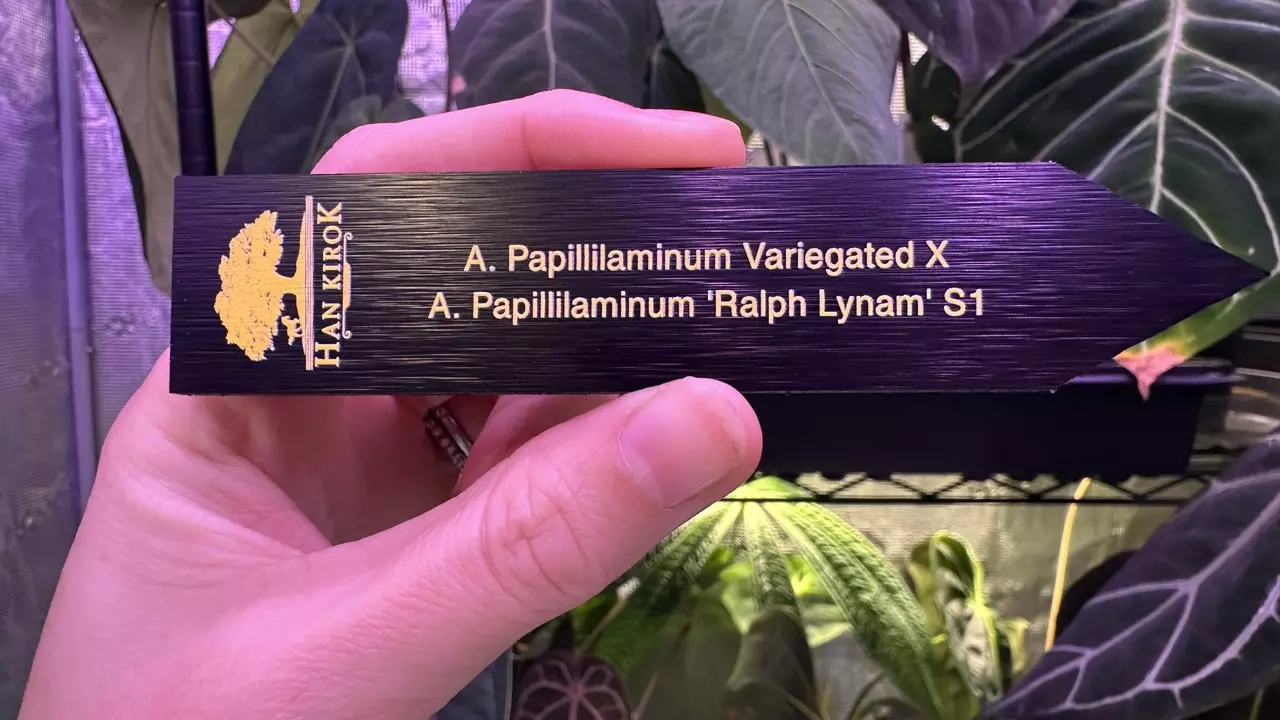 HAN KIROK
A. Papillilaminum Variegated X
A. Papillilaminum 'Ralph Lynam' S1